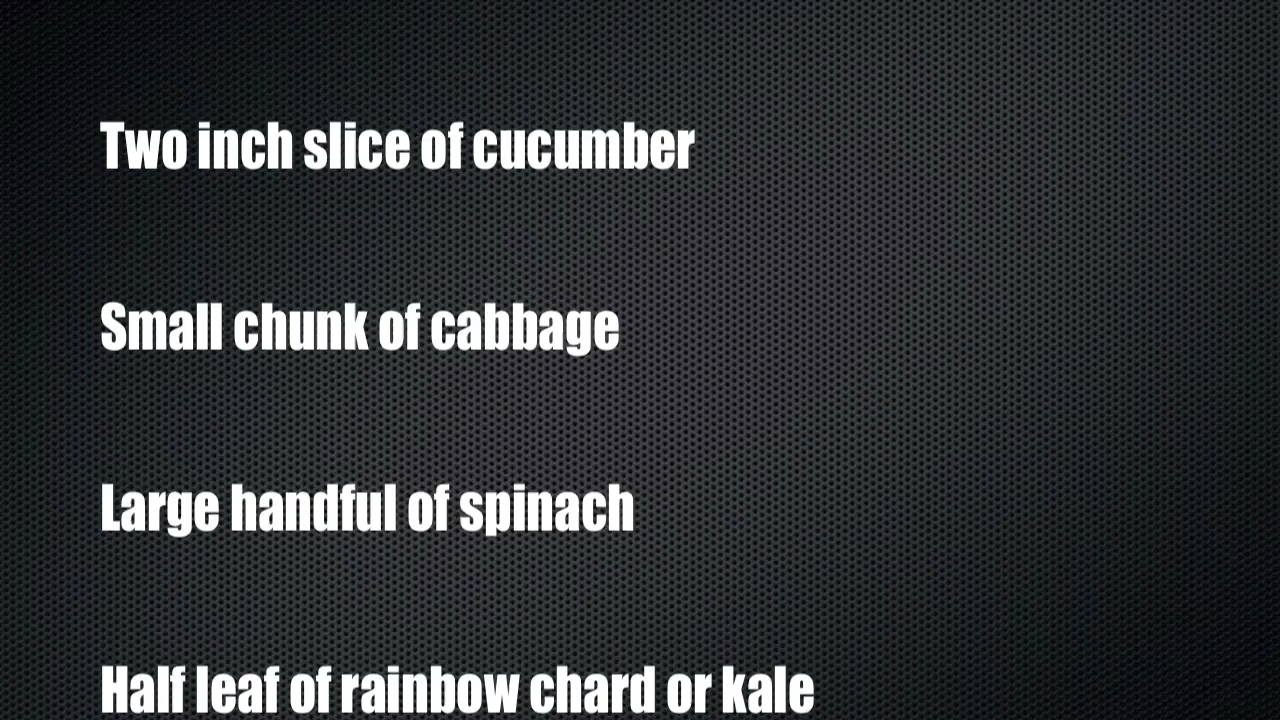 Two inch slice of cucumber
Small chunk of cabbage
Large handful of spinach
Half leaf of rainbow chard or kale